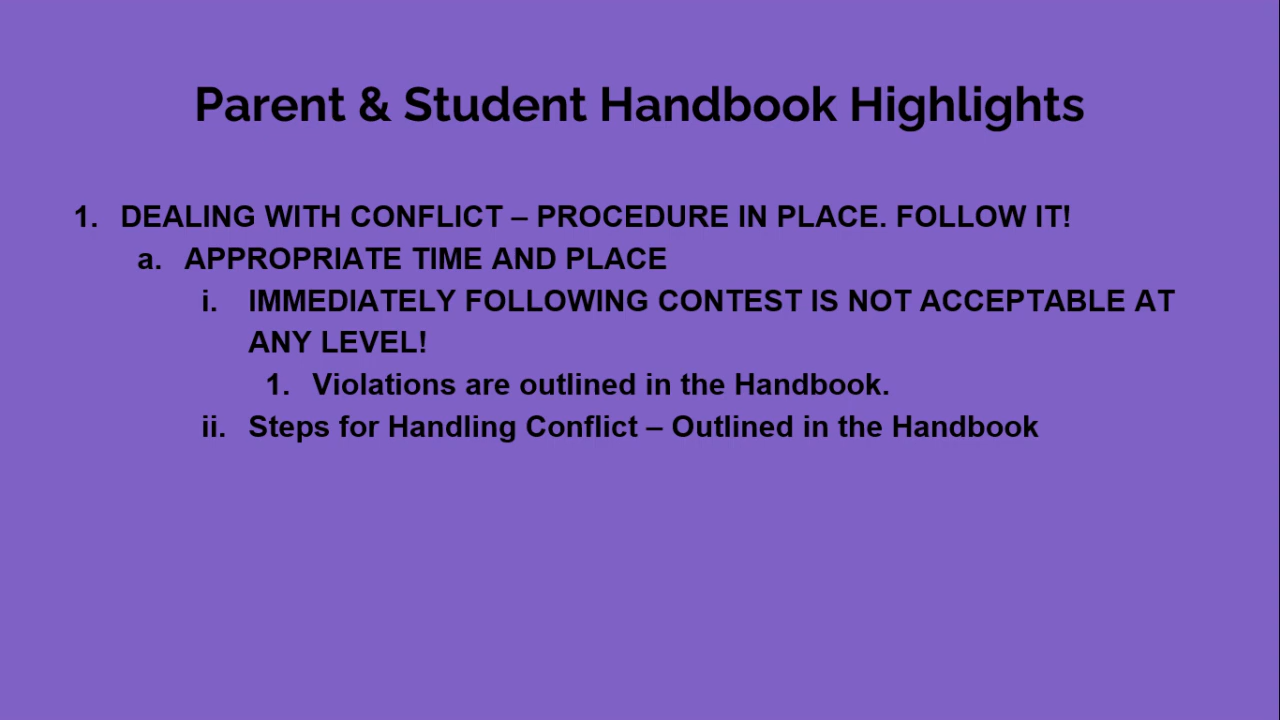 Parent & Student Handbook Highlights
1. DEALING WITH CONFLICT – PROCEDURE IN PLACE. FOLLOW IT!
a. APPROPRIATE TIME AND PLACE
i. IMMEDIATELY FOLLOWING CONTEST IS NOT ACCEPTABLE AT
ANY LEVEL!
1. Violations are outlined in the Handbook.
ii. Steps for Handling Conflict – Outlined in the Handbook